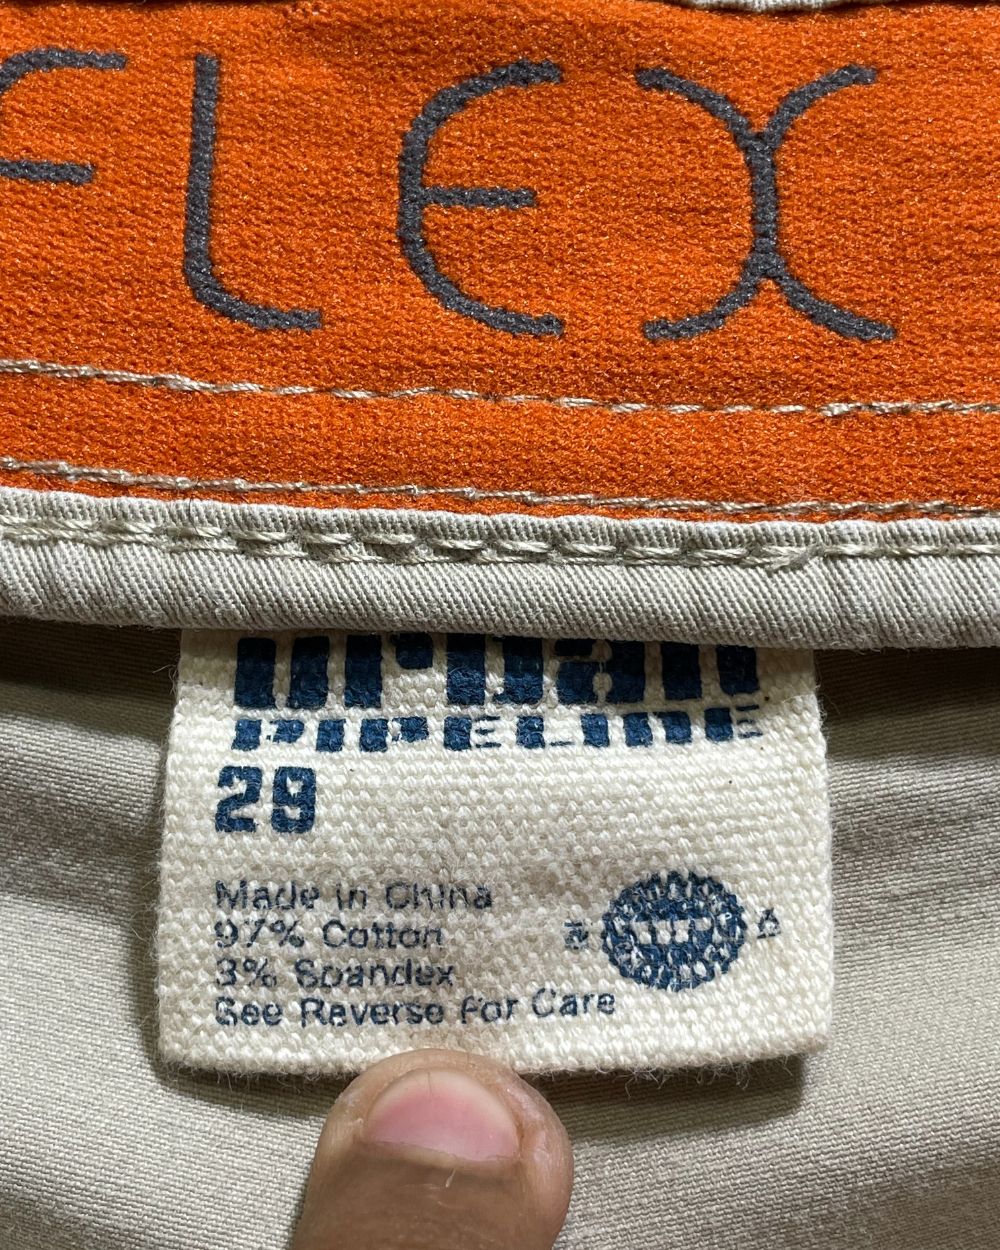 FLEX
urban
PIPELINE
29
Made in China
97% Cotton
3% Spandex
See Reverse For Care